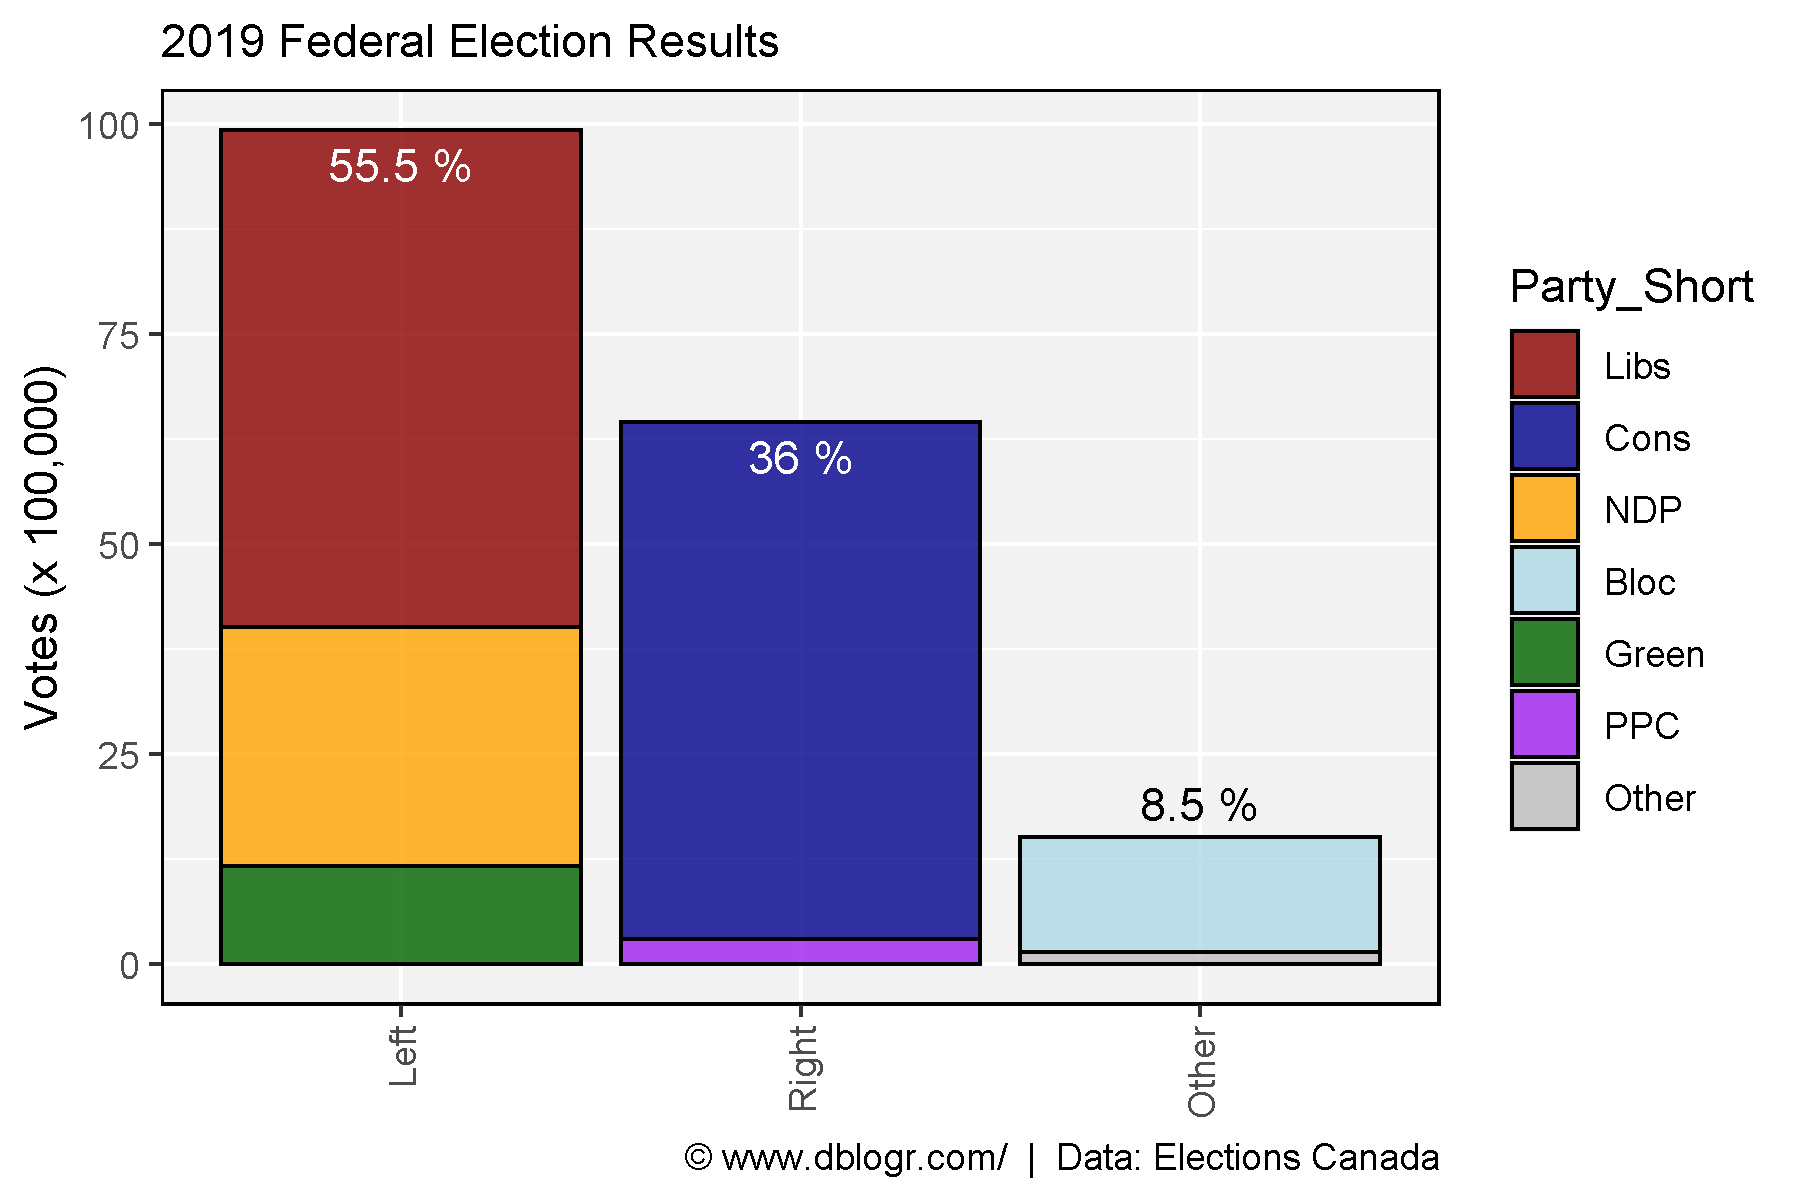 2019 Federal Election Results
Votes (x 100,000)
100
75
50
25
0
55.5 %
36 %
8.5 %
Left
Right
Other
Party_Short
Libs
Cons
NDP
Bloc
Green
PPC
Other
© www.dblogr.com/ | Data: Elections Canada